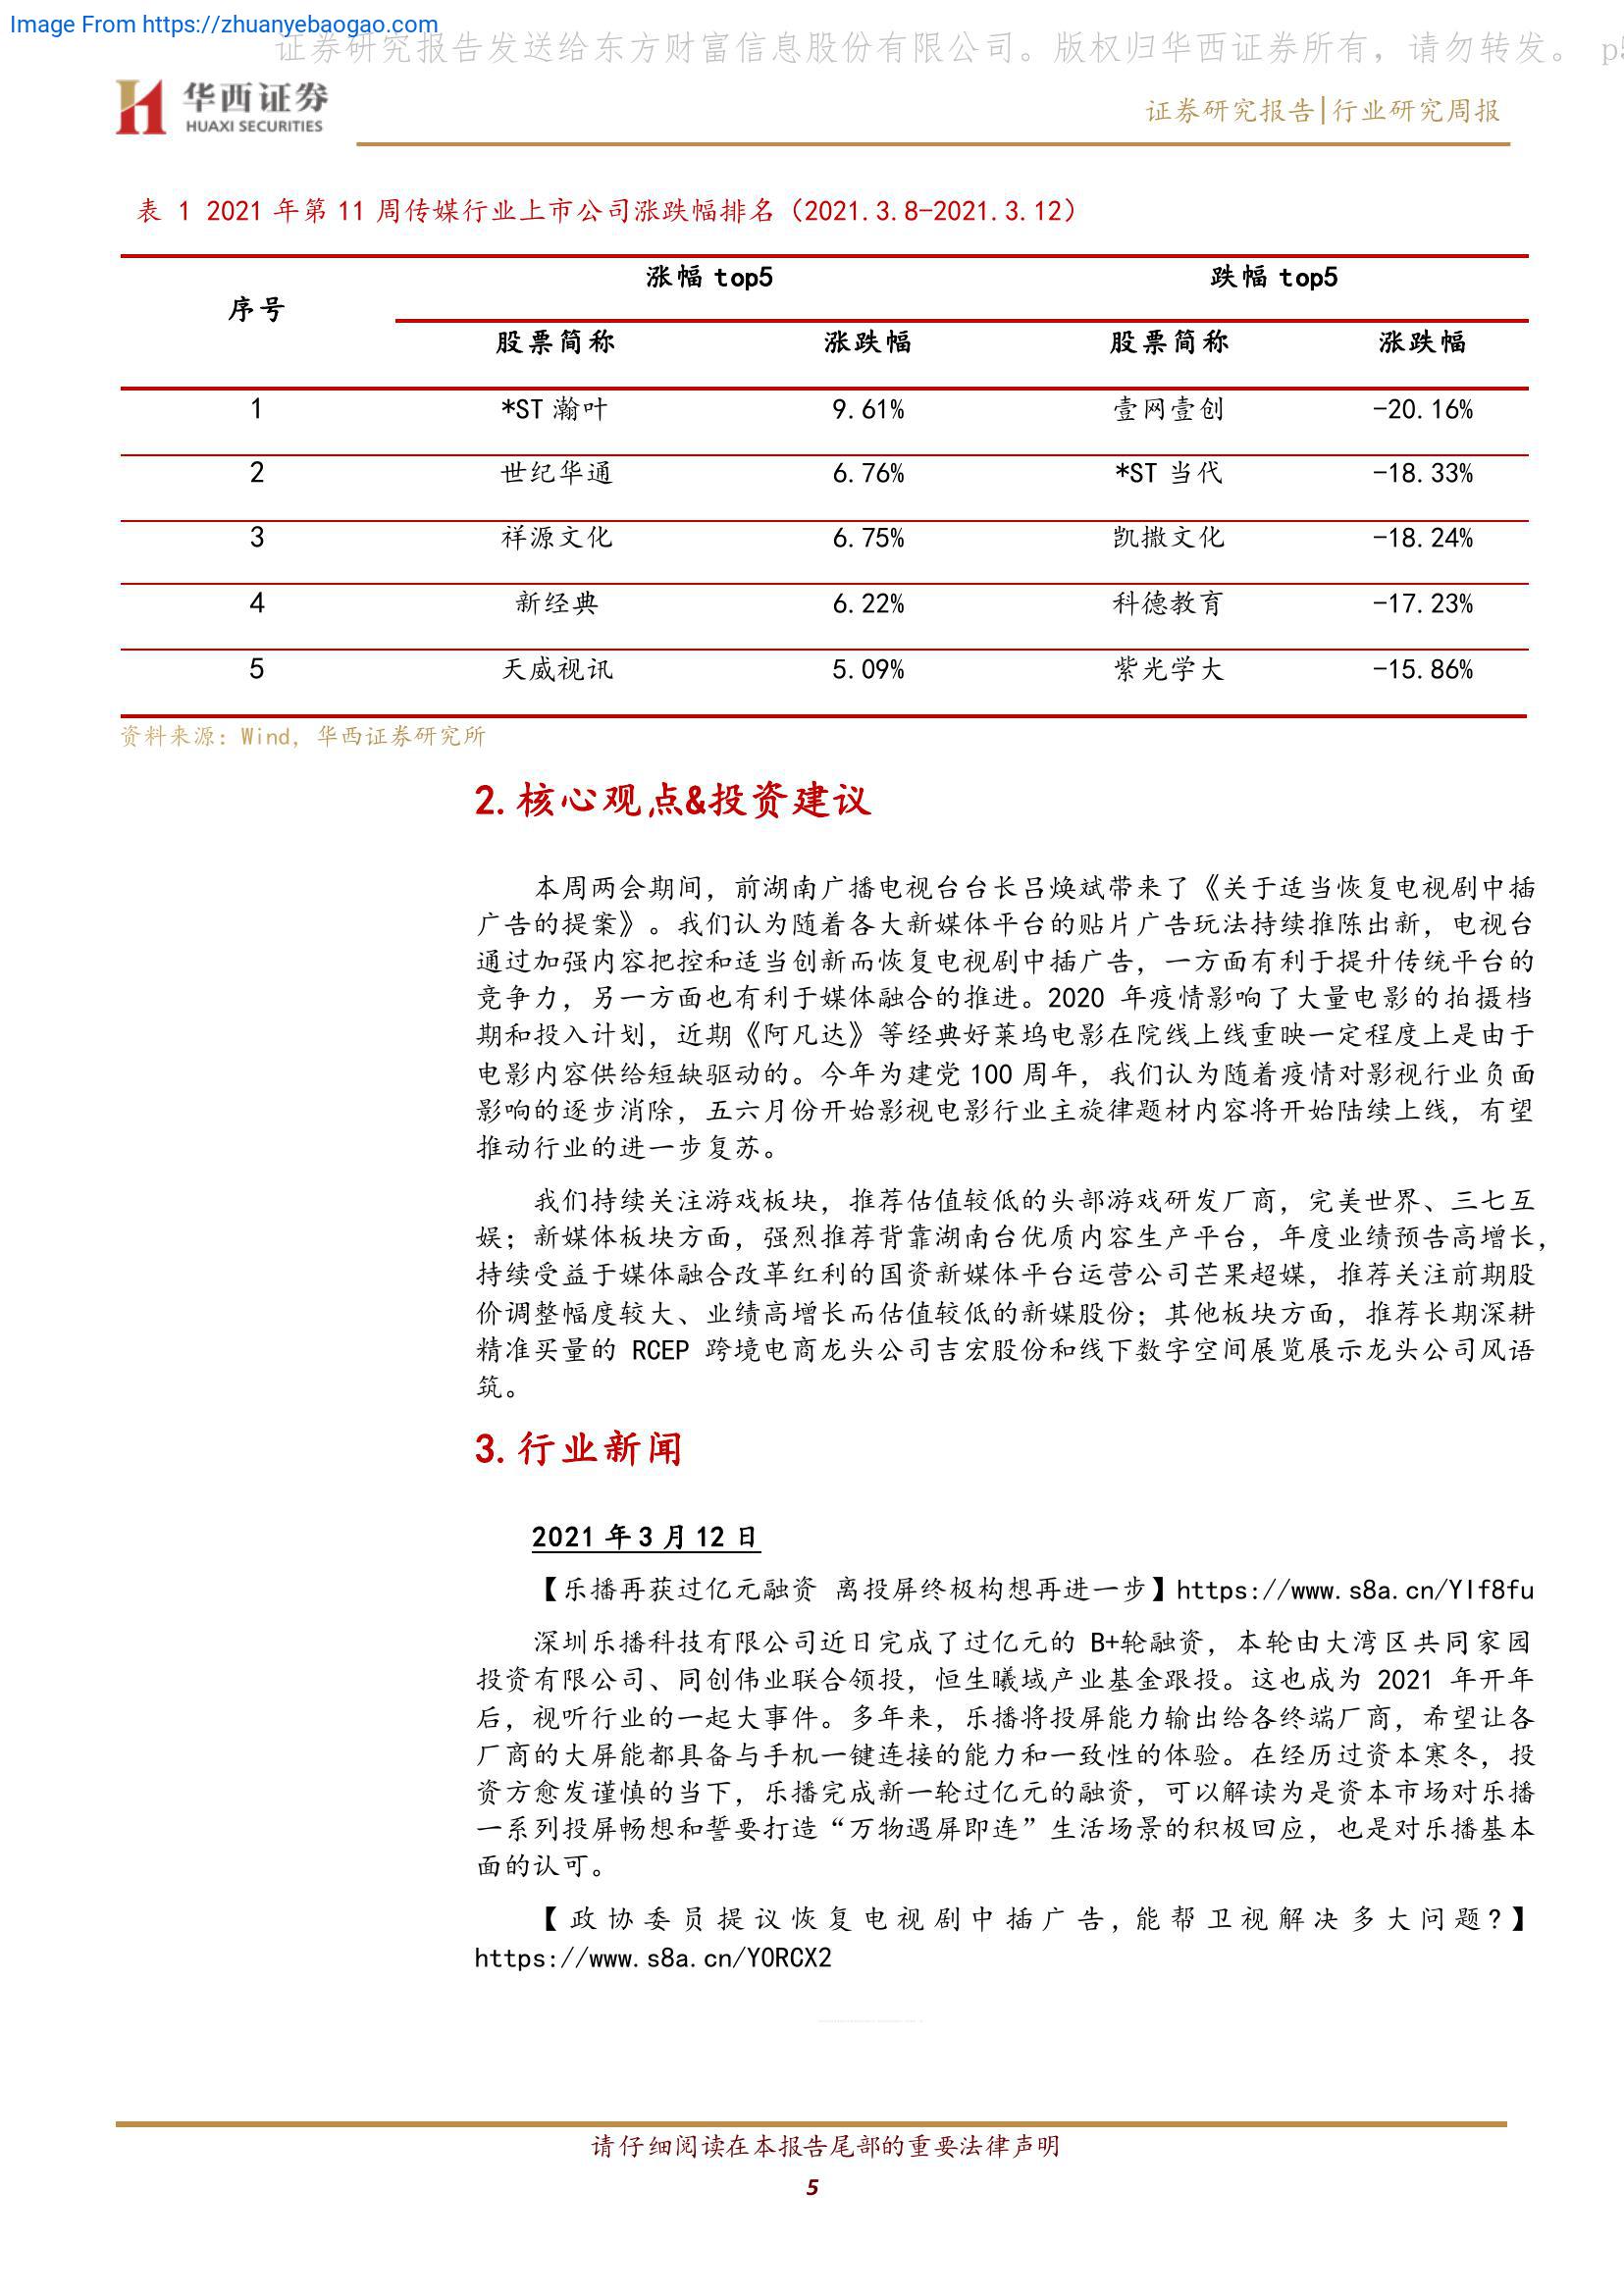 Image From https://zhuanyebaogao.com
证券研究报告发送给东方财富信息股份有限公司。版权归华西证券所有，请勿转发。 p5
华西证券
HUAXI SECURITIES
证券研究报告|行业研究周报
表 1 2021 年第 11 周传媒行业上市公司涨跌幅排名（2021.3.8-2021.3.12）
序号 涨幅 top5 跌幅 top5
股票简称 涨跌幅 股票简称 涨跌幅
1 *ST 瀚叶 9.61% 壹网壹创 -20.16%
2 世纪华通 6.76% *ST 当代 -18.33%
3 祥源文化 6.75% 凯撒文化 -18.24%
4 新经典 6.22% 科德教育 -17.23%
5 天威视讯 5.09% 紫光学大 -15.86%
资料来源：Wind，华西证券研究所
2.核心观点&投资建议
本周两会期间，前湖南广播电视台台长吕焕斌带来了《关于适当恢复电视剧中插
广告的提案》。我们认为随着各大新媒体平台的贴片广告玩法持续推陈出新，电视台
通过加强内容把控和适当创新而恢复电视剧中插广告，一方面有利于提升传统平台的
竞争力，另一方面也有利于媒体融合的推进。2020 年疫情影响了大量电影的拍摄档
期和投入计划，近期《阿凡达》等经典好莱坞电影在院线上线重映一定程度上是由于
电影内容供给短缺驱动的。今年为建党 100 周年，我们认为随着疫情对影视行业负面
影响的逐步消除，五六月份开始影视电影行业主旋律题材内容将开始陆续上线，有望
推动行业的进一步复苏。
我们持续关注游戏板块，推荐估值较低的头部游戏研发厂商，完美世界、三七互
娱；新媒体板块方面，强烈推荐背靠湖南台优质内容生产平台，年度业绩预告高增长，
持续受益于媒体融合改革红利的国资新媒体平台运营公司芒果超媒，推荐关注前期股
价调整幅度较大、业绩高增长而估值较低的新媒股份；其他板块方面，推荐长期深耕
精准买量的 RCEP 跨境电商龙头公司吉宏股份和线下数字空间展览展示龙头公司风语
筑。
3.行业新闻
2021 年 3 月 12 日
【乐播再获过亿元融资 离投屏终极构想再进一步】https://www.s8a.cn/YIf8fu
深圳乐播科技有限公司近日完成了过亿元的 B+轮融资，本轮由大湾区共同家园
投资有限公司、同创伟业联合领投，恒生曦域产业基金跟投。这也成为 2021 年开年
后，视听行业的一起大事件。多年来，乐播将投屏能力输出给各终端厂商，希望让各
厂商的大屏能都具备与手机一键连接的能力和一致性的体验。在经历过资本寒冬，投
资方愈发谨慎的当下，乐播完成新一轮过亿元的融资，可以解读为是资本市场对乐播
一系列投屏畅想和誓要打造“万物遇屏即连”生活场景的积极回应，也是对乐播基本
面的认可。
【政协委员提议恢复电视剧中插广告,能帮卫视解决多大问题?】
https://www.s8a.cn/YORCX2
请仔细阅读在本报告尾部的重要法律声明
5